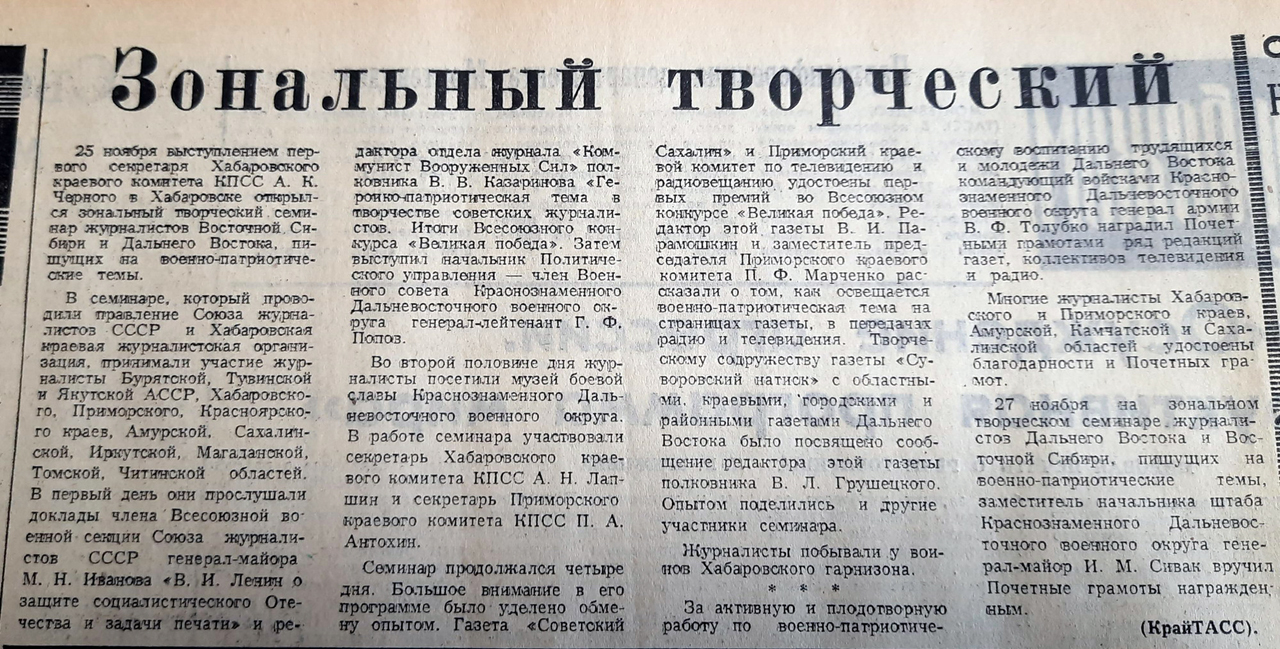 Зональный творческий
25 ноября выступлением пер-
вого секретаря Хабаровского
краевого комитета КПСС А. К.
Черного в Хабаровске открыл-
ся зональный творческий семи-
нар журналистов Восточной Си-
бири и Дальнего Востока, пи-
шущих на военно-патриотиче-
ские темы.
В семинаре, который прово-
дили правление Союза журна-
листов СССР и Хабаровская
краевая журналистская органи-
зация, принимали участие жур-
налисты Бурятской, Тувинской
и Якутской АССР, Хабаровско-
го, Приморского, Красноярско-
го краев, Амурской, Сахалин-
ской, Иркутской, Магаданской,
Томской, Читинской областей.
В первый день они прослушали
доклады члена Всесоюзной во-
енной секции Союза журнали-
стов СССР генерал-майора
М. Н. Иванова «В. И. Ленин о
защите социалистического Оте-
чества и задачи печати» и ре-
дактора отдела журнала «Ком-
мунист Вооруженных Сил» пол-
ковника В. В. Казаринова «Ге-
роико-патриотическая тема в
творчестве советских журнали-
стов. Итоги Всесоюзного кон-
курса «Великая победа». Затем
выступил начальник Политиче-
ского управления — член Воен-
ного совета Краснознаменного
Дальневосточного военного ок-
руга генерал-лейтенант Г. Ф.
Попов.
Во второй половине дня жур-
налисты посетили музей боевой
славы Краснознаменного Даль-
невосточного военного округа.
В работе семинара участвовали
секретарь Хабаровского крае-
вого комитета КПСС А. Н. Лап-
шин и секретарь Приморского
краевого комитета КПСС П. А.
Антохин.
Семинар продолжался четыре
дня. Большое внимание в его
программе было уделено обме-
ну опытом. Газета «Советский
Сахалин» и Приморский крае-
вой комитет по телевидению и
радиовещанию удостоены пер-
вых премий во Всесоюзном
конкурсе «Великая победа». Ре-
дактор этой газеты В. И. Па-
рамошкин и заместитель пред-
седателя Приморского краевого
комитета П. Ф. Марченко рас-
сказали о том, как освещается
военно-патриотическая тема на
страницах газеты, в передачах
радио и телевидения. Творче-
скому содружеству газеты «Су-
воровский натиск» с областны-
ми, краевыми, городскими и
районными газетами Дальнего
Востока было посвящено сооб-
щение редактора этой газеты
полковника В. Л. Грушецкого.
Опытом поделились и другие
участники семинара.
Журналисты побывали у вои-
нов Хабаровского гарнизона.
* * *
За активную и плодотворную
работу по военно-патриотиче-
скому воспитанию трудящихся
и молодежи Дальнего Востока
командующий войсками Красно-
знаменного Дальневосточного
военного округа генерал армии
В. Ф. Толубко наградил Почет-
ными грамотами ряд редакций
газет, коллективов телевидения
и радио.
Многие журналисты Хабаров-
ского и Приморского краев,
Амурской, Камчатской и Саха-
линской областей удостоены
благодарности и Почетных гра-
мот.
27 ноября на зональном
творческом семинаре журнали-
стов Дальнего Востока и Вос-
точной Сибири, пишущих на
военно-патриотические темы,
заместитель начальника штаба
Краснознаменного Дальневос-
точного военного округа гене-
рал-майор И. М. Сивак вручил
Почетные грамоты награжден-
ным.
(КрайТАСС).